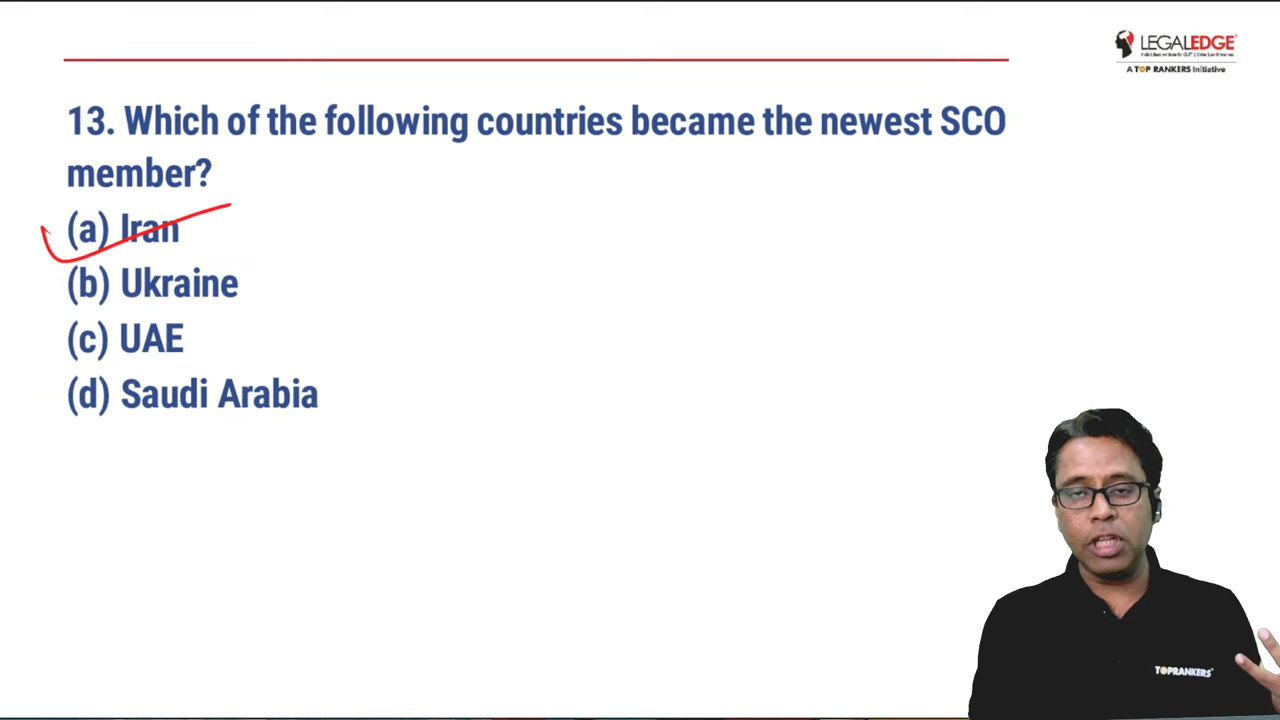 LEGALEDGE
A TOP RANKERS Initiative
13. Which of the following countries became the newest SCO
member?
(a) Iran
(b) Ukraine
(c) UAE
(d) Saudi Arabia
TOPRANKERS